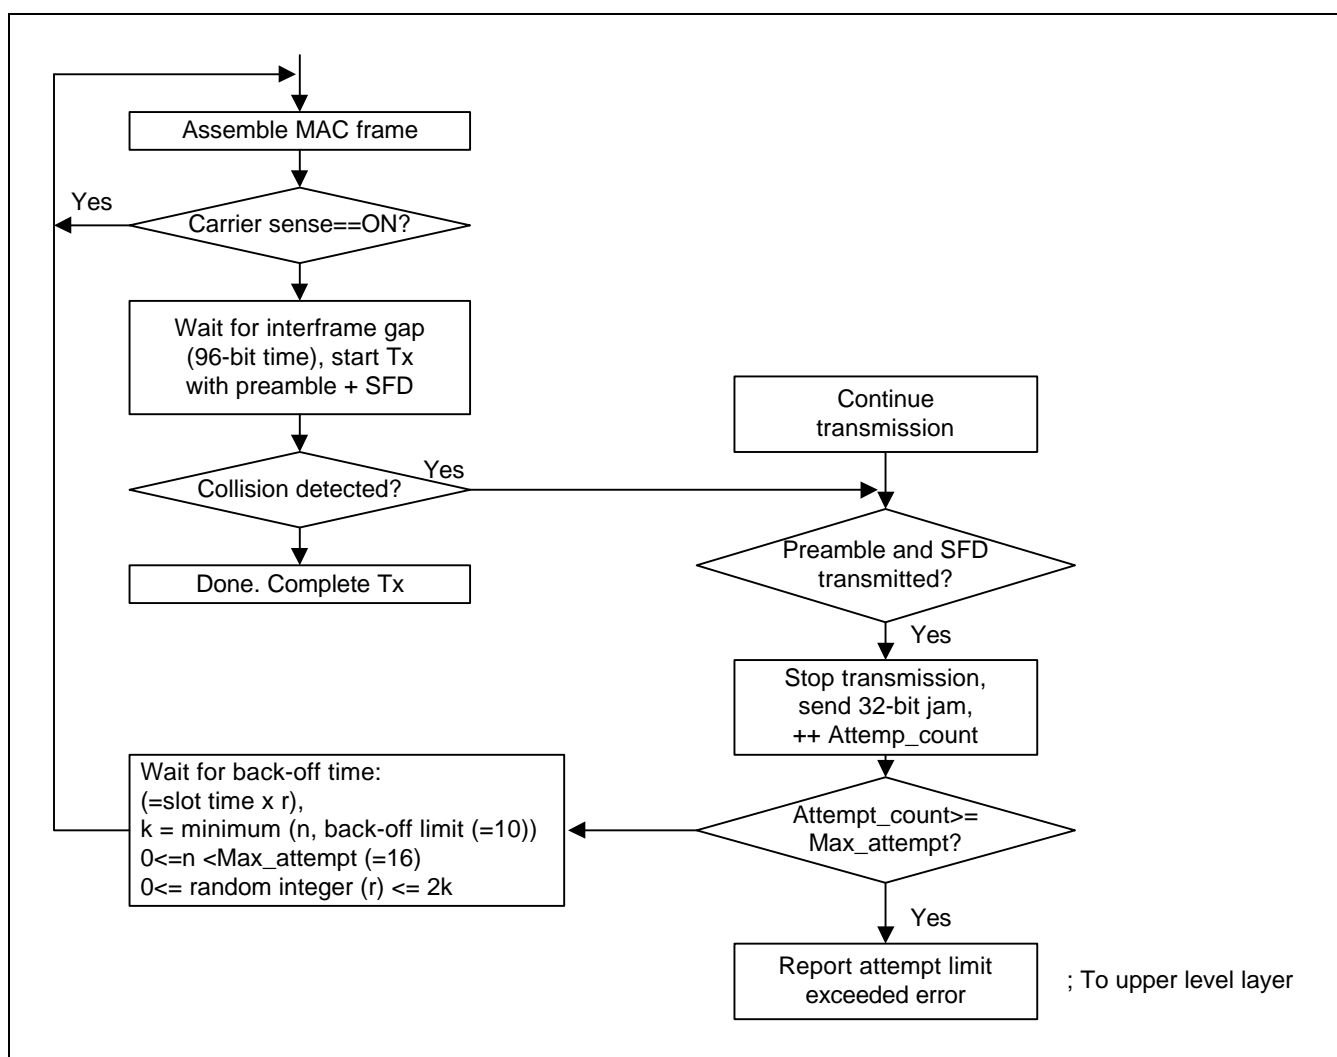 Assemble MAC frame
Yes
Carrier sense==ON?
Wait for interframe gap
(96-bit time), start Tx
with preamble + SFD
Continue
transmission
Yes
Collision detected?
Preamble and SFD
transmitted?
Done. Complete Tx
Yes
Stop transmission,
send 32-bit jam,
++ Attemp_count
Wait for back-off time:
(=slot time x r),
k = minimum (n, back-off limit (=10))
0<=n <Max_attempt (=16)
0<= random integer (r) <= 2k
Attempt_count>=
Max_attempt?
Yes
Report attempt limit
exceeded error
; To upper level layer